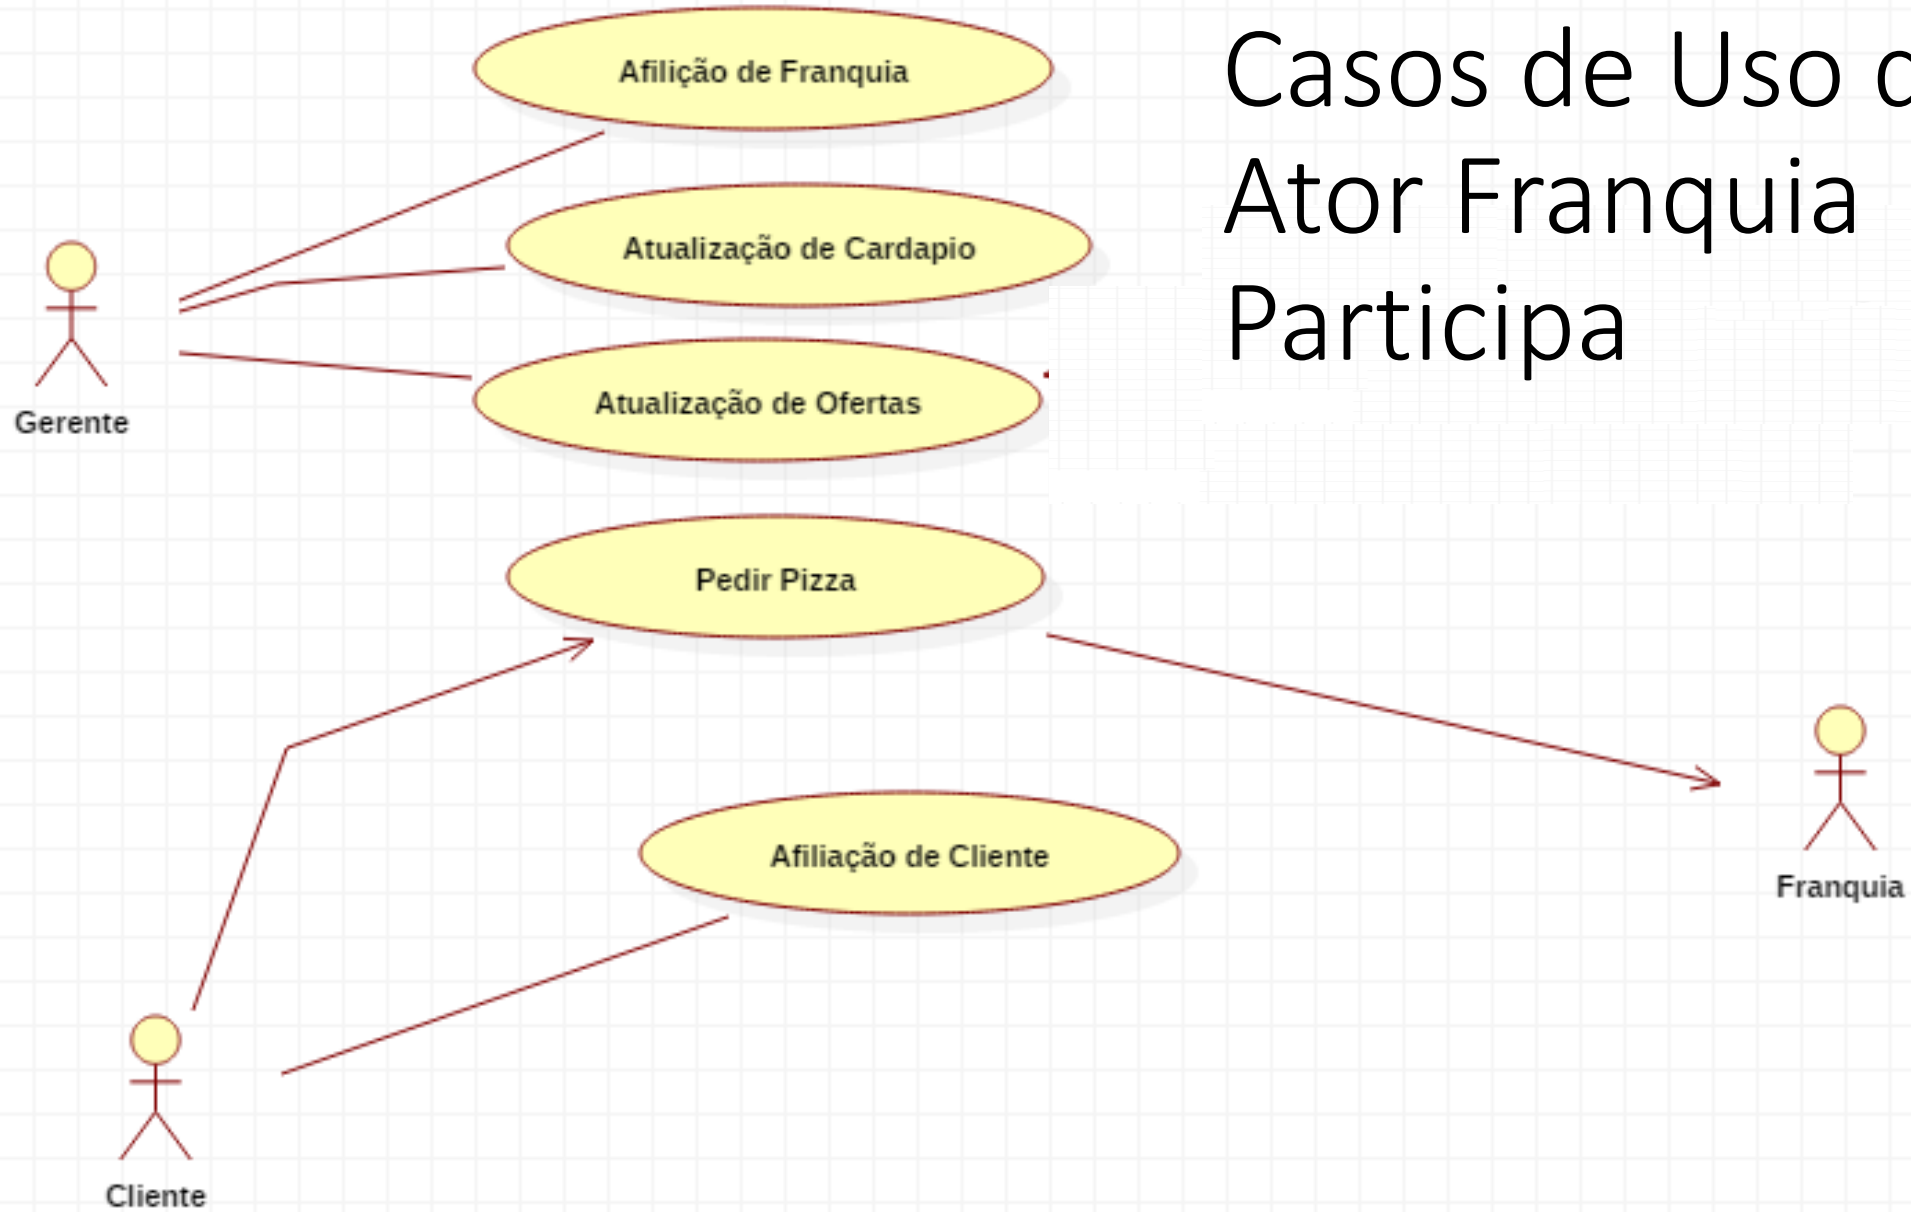 Afilição de Franquia
Casos de Uso
Atualização de Cardapio
Ator Franquia
Participa
Gerente
Atualização de Ofertas
Pedir Pizza
Afiliação de Cliente
Franquia
Cliente